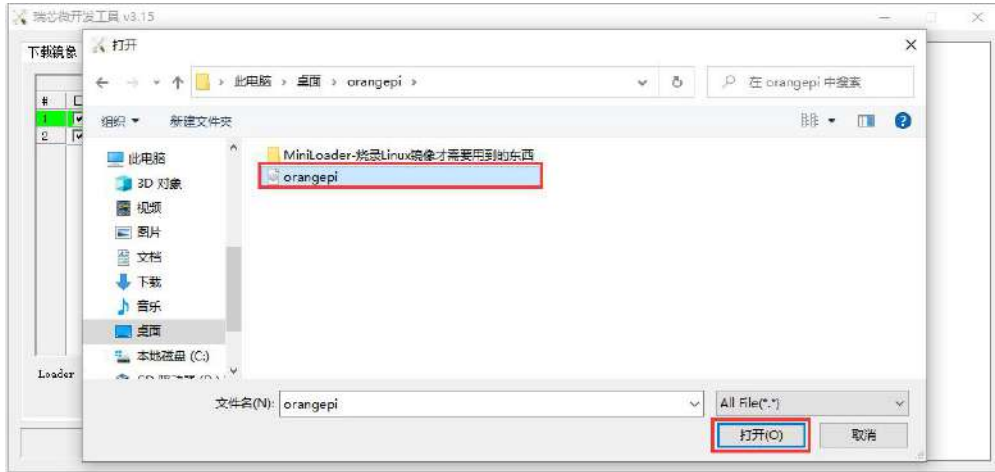 瑞芯微开发工具 v3.15
下载镜像
打开
此电脑 › 桌面 › orangepi ›
在 orangepi 中搜索
组织
新建文件夹
#
1
2
此电脑
3D 对象
视频
图片
文档
下载
音乐
桌面
本地磁盘 (C:)
MiniLoader-烧录Linux镜像才需要用到的东西
orangepi
Loader
文件名(N): orangepi
All File(*.*)
打开(O)
取消